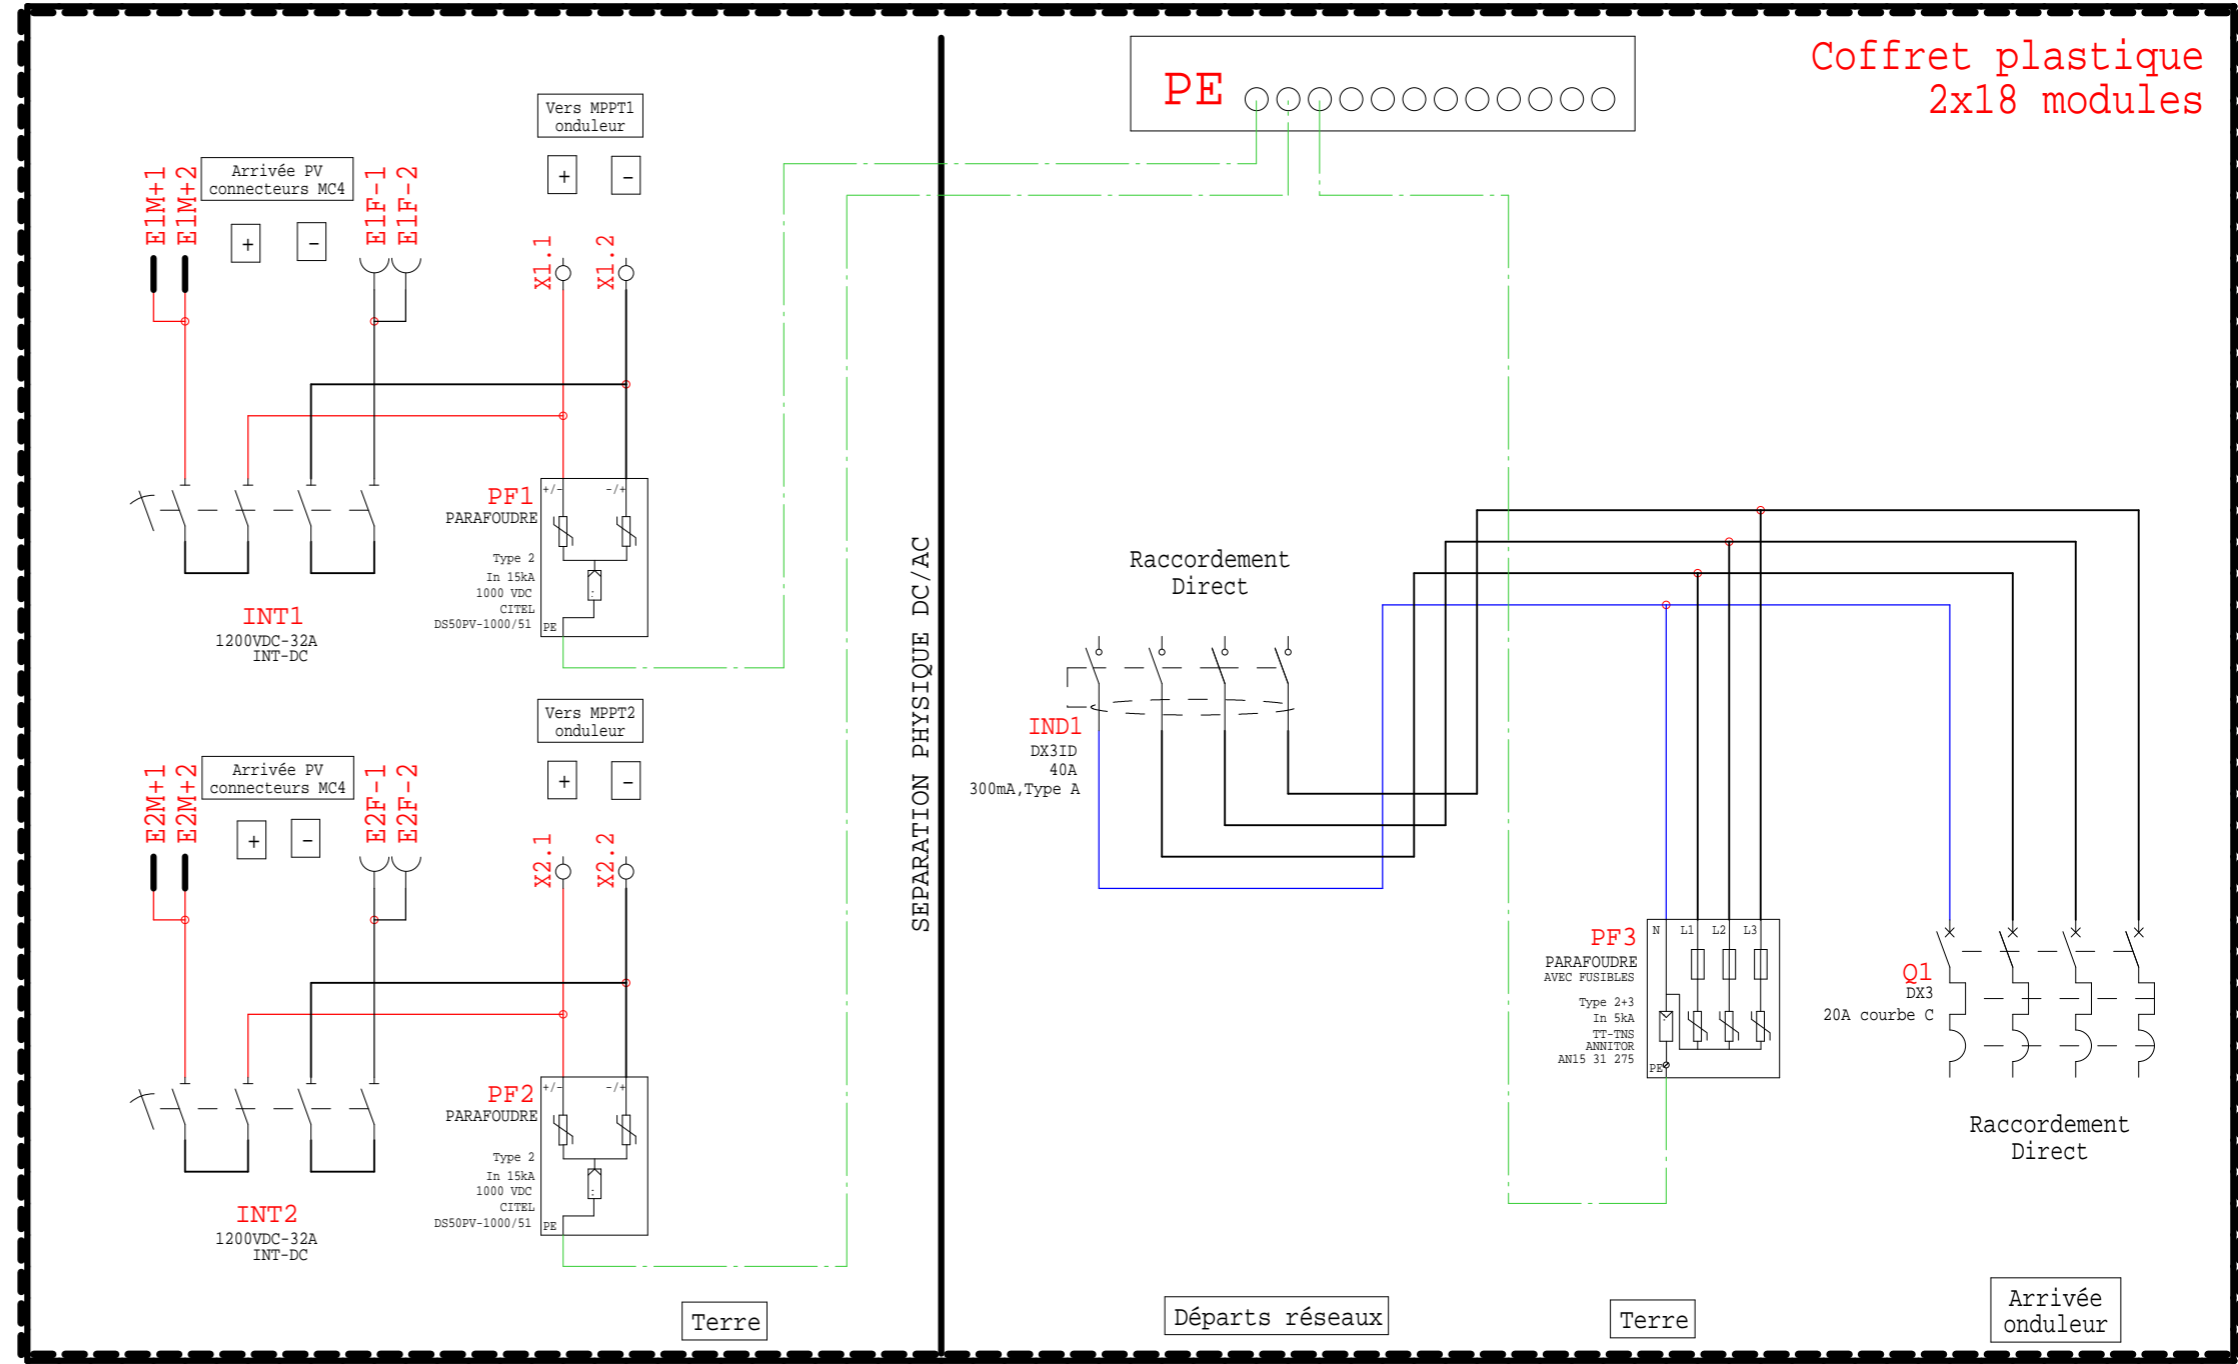 Coffret plastique
2x18 modules
PE
Vers MPPT1
onduleur
+
-
Arrivée PV
connecteurs MC4
+
-
E1M+1
E1M+2
E1F-1
E1F-2
X1.1
X1.2
PF1
PARAFOUDRE
Type 2
In 15kA
1000 VDC
CITEL
DS50PV-1000/51
+/-
-/+
PE
INT1
1200VDC-32A
INT-DC
Vers MPPT2
onduleur
+
-
Arrivée PV
connecteurs MC4
+
-
E2M+1
E2M+2
E2F-1
E2F-2
X2.1
X2.2
PF2
PARAFOUDRE
Type 2
In 15kA
1000 VDC
CITEL
DS50PV-1000/51
+/-
-/+
PE
INT2
1200VDC-32A
INT-DC
Terre
SEPARATION PHYSIQUE DC/AC
Raccordement
Direct
IND1
DX3ID
40A
300mA,Type A
PF3
PARAFOUDRE
AVEC FUSIBLES
Type 2+3
In 5kA
TT-TNS
ANNITOR
AN15 31 275
N L1 L2 L3
PE
Q1
DX3
20A courbe C
Raccordement
Direct
Départs réseaux
Terre
Arrivée
onduleur